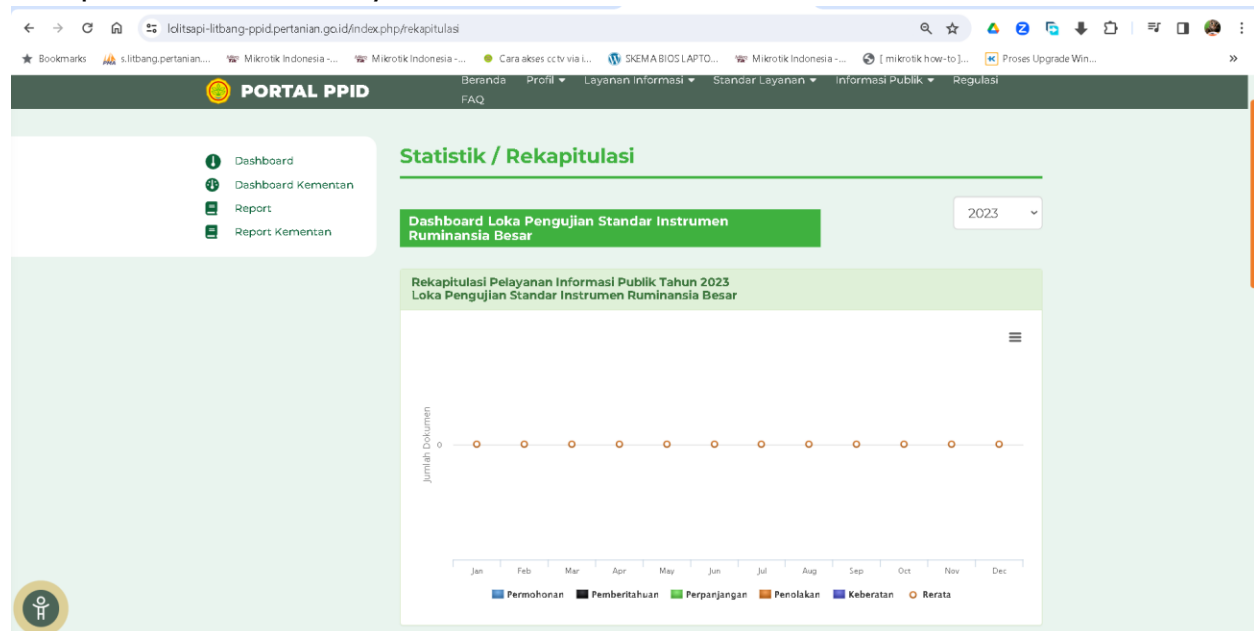 lolitsapi-litbang-ppid.pertanian.go.id/index.php/rekapitulasi
Bookmarks s.litbang.pertanian.... Mikrotik Indonesia -... Mikrotik Indonesia -... Cara akses cctv via i... SKEMA BIOS LAPTO... Mikrotik Indonesia -... [ mikrotik how-to ]... Proses Upgrade Win... »
PORTAL PPID
Beranda Profil Layanan Informasi Standar Layanan Informasi Publik Regulasi
FAQ
Dashboard
Dashboard Kementan
Report
Report Kementan
Statistik / Rekapitulasi
Dashboard Loka Pengujian Standar Instrumen
Ruminansia Besar
2023
Rekapitulasi Pelayanan Informasi Publik Tahun 2023
Loka Pengujian Standar Instrumen Ruminansia Besar
Jumlah Dokumen
0
Jan Feb Mar Apr May Jun Jul Aug Sep Oct Nov Dec
Permohonan Pemberitahuan Perpanjangan Penolakan Keberatan Rerata